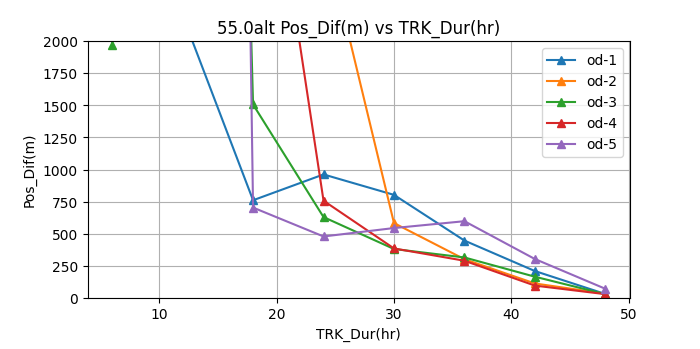 55.0alt Pos_Dif(m) vs TRK_Dur(hr)
2000
1750
1500
1250
1000
750
500
250
0
Pos_Dif(m)
od-1
od-2
od-3
od-4
od-5
10
20
30
40
50
TRK_Dur(hr)